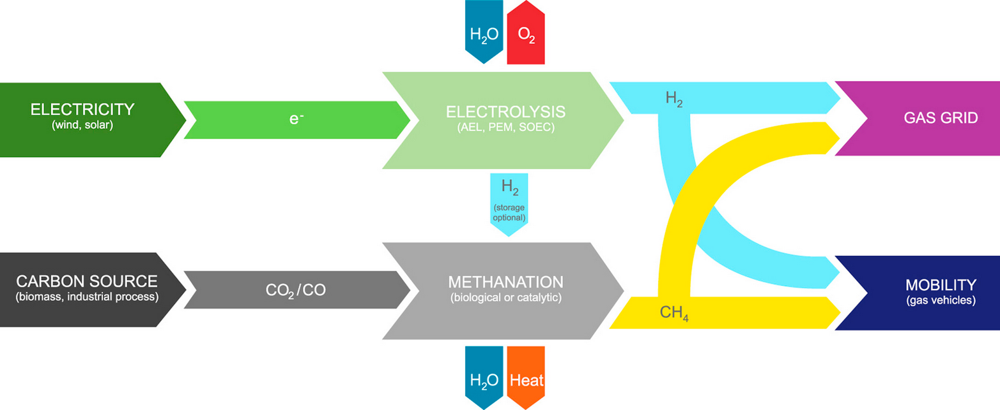 H₂O
O₂
ELECTRICITY
(wind, solar)
e⁻
ELECTROLYSIS
(AEL, PEM, SOEC)
H₂
GAS GRID
H₂
(storage
optional)
CARBON SOURCE
(biomass, industrial process)
CO₂/CO
METHANATION
(biological or catalytic)
CH₄
MOBILITY
(gas vehicles)
H₂O
Heat